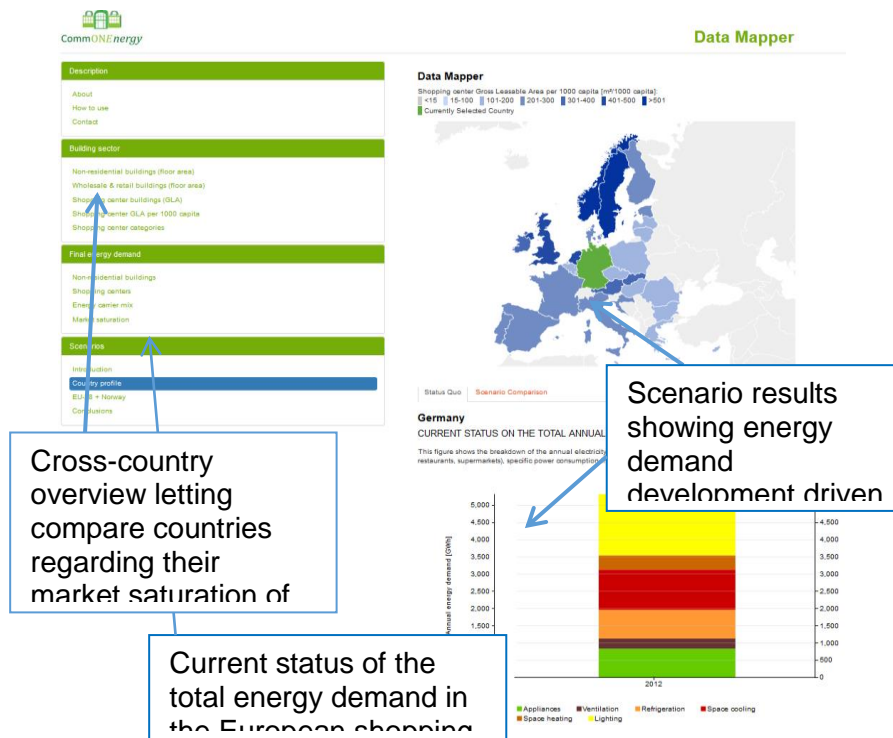 CommONEnergy
Data Mapper
Description
About
How to use
Contact
Building sector
Non-residential buildings (floor area)
Wholesale & retail buildings (floor area)
Shopping center buildings (GLA)
Shopping center GLA per 1000 capita
Shopping center categories
Final energy demand
Non-residential buildings
Shopping centers
Energy carrier mix
Market saturation
Scenarios
Introduction
Country profile
+ Norway
Conclusions
Data Mapper
Shopping center Gross Leasable Area per 1000 capita [m²/1000 capita]:
<15 15-100 101-200 201-300 301-400 401-500 >501
Currently Selected Country
Status Quo Scenario Comparison
Germany
CURRENT STATUS ON THE TOTAL ANNUAL
This figure shows the breakdown of the annual electricity
restaurants, supermarkets), specific power consumption
Scenario results
showing energy
demand
development driven
Cross-country
overview letting
compare countries
regarding their
market saturation of
Current status of the
total energy demand in
the European shopping
Annual energy demand [GWh]
5,000
4,500 4,500
4,000 4,000
3,500 3,500
3,000 3,000
2,500 2,500
2,000 2,000
1,500 1,500
1,000
500
0
2012
Appliances Ventilation Refrigeration Space cooling
Space heating Lighting